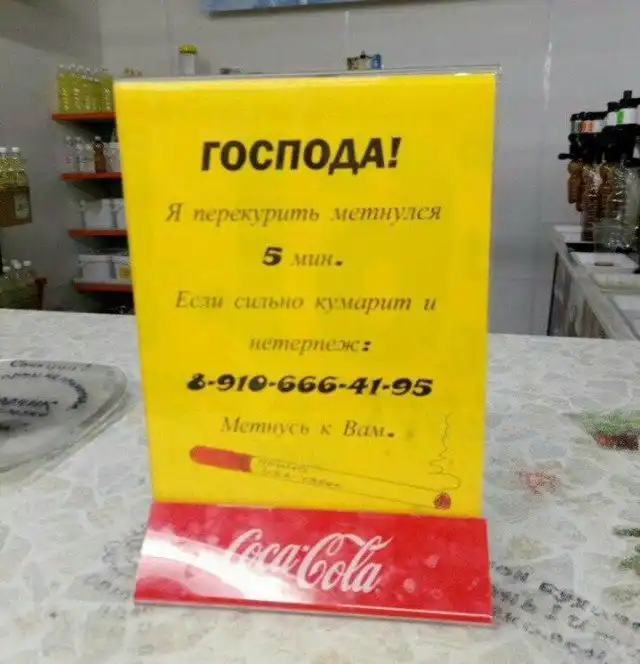 ГОСПОДА!
Я перекурить метнулся
5 мин.
Если сильно кумарит и
нетерпеж:
8-910-666-41-95
Метнусь к Вам.
Coca-Cola